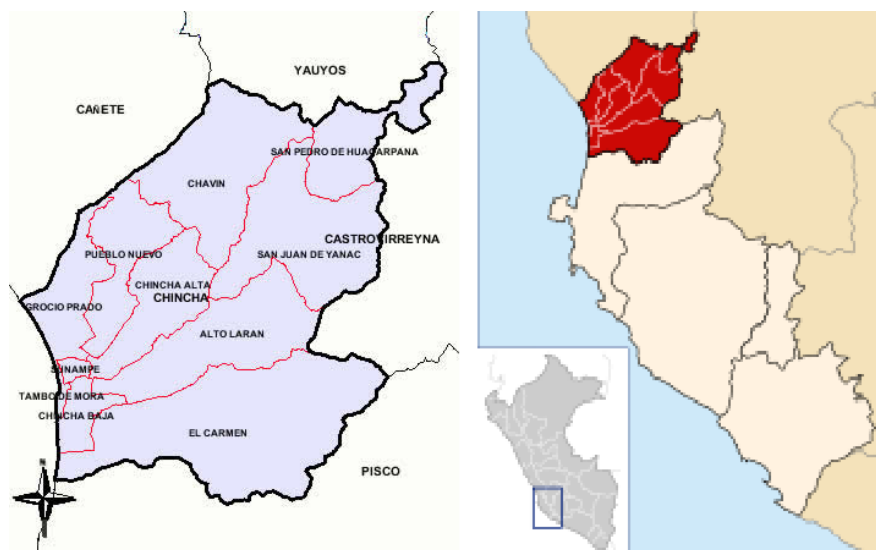 YAUYOS
CAÑETE
SAN PEDRO DE HUACARPANA
CHAVIN
CASTROVIRREYNA
PUEBLO NUEVO
SAN JUAN DE YANAC
CHINCHA ALTA
CHINCHA
GROCIO PRADO
ALTO LARAN
SUNAMPE
TAMBO DE MORA
CHINCHA BAJA
EL CARMEN
PISCO
N